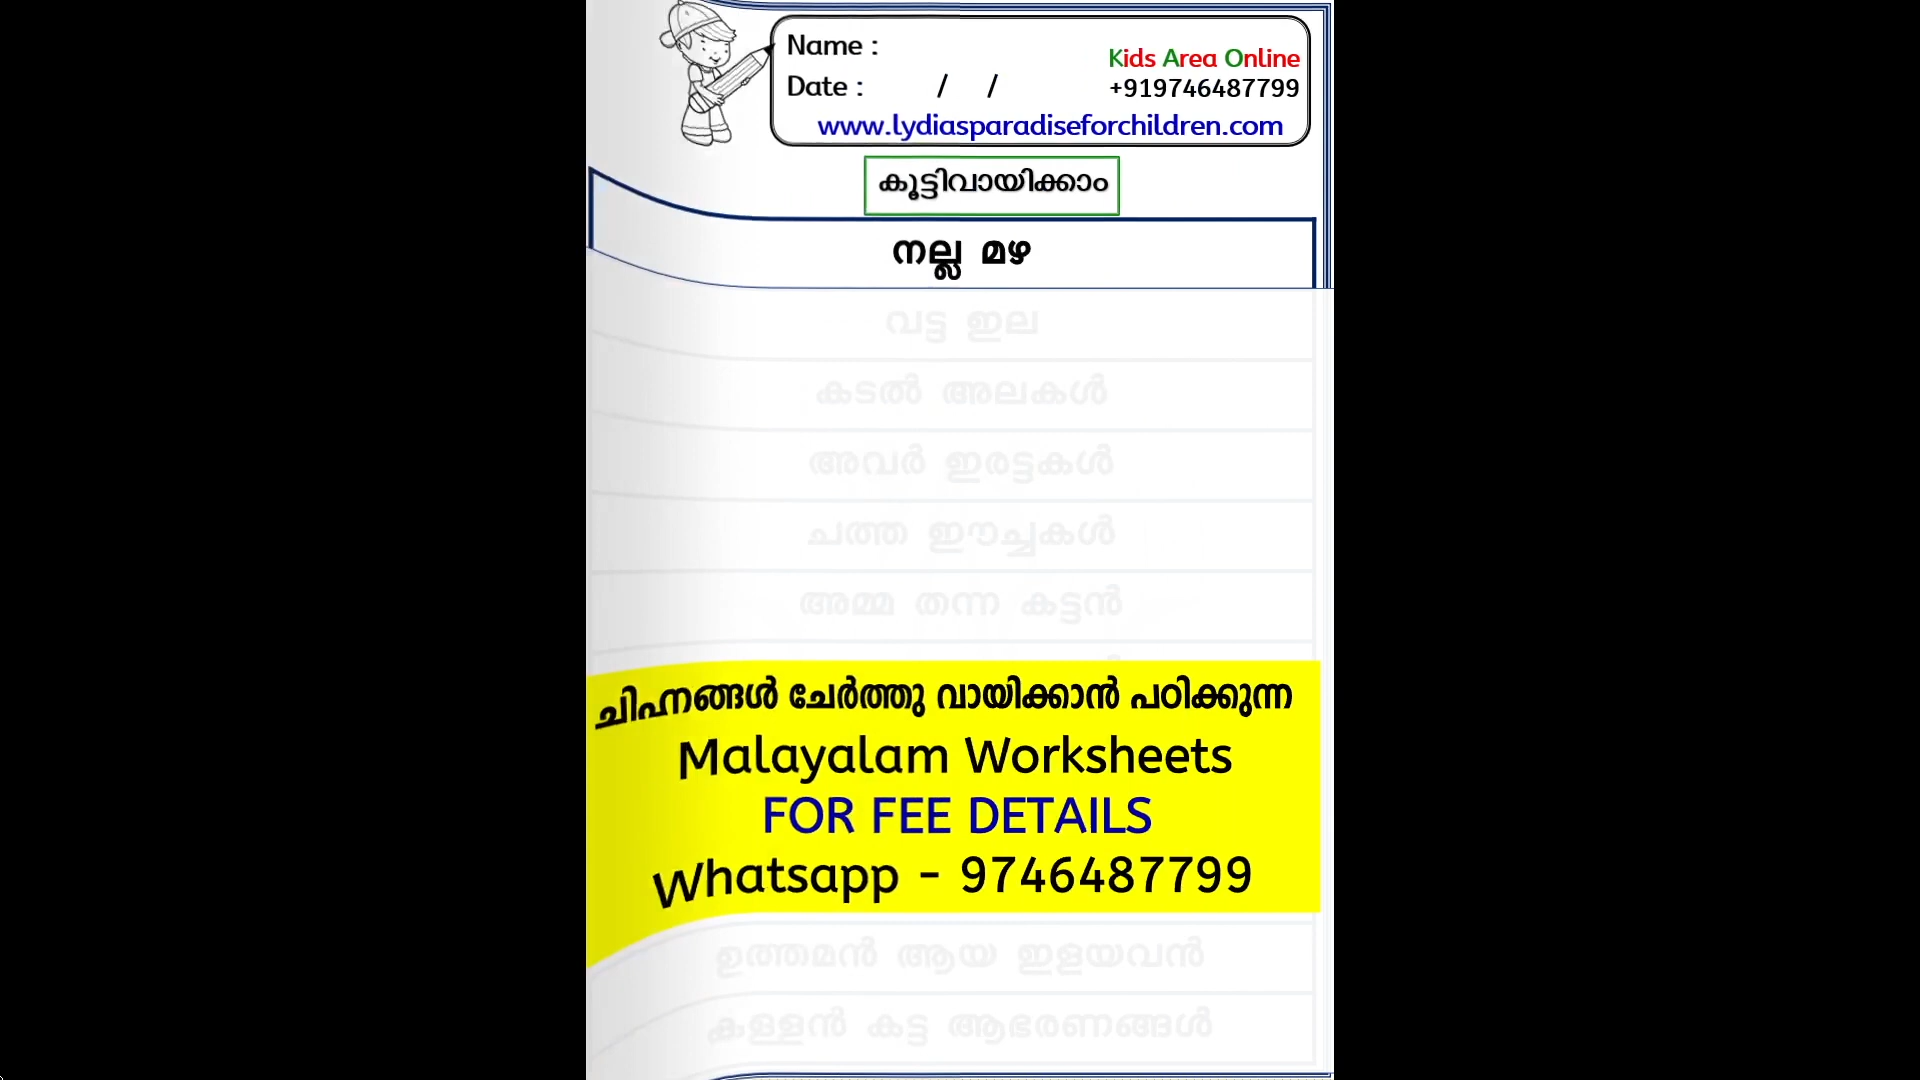 Name :
Kids Area Online
Date : / /
+919746487799
www.lydiasparadiseforchildren.com
കൂട്ടിവായിക്കാം
നല്ല മഴ
വട്ട ഇല
കടൽ അലകൾ
അവർ ഇരട്ടകൾ
ചത്ത ഈച്ചകൾ
അമ്മ തന്ന കട്ടൻ
ചിഹ്നങ്ങൾ ചേർത്തു വായിക്കാൻ പഠിക്കുന്ന
Malayalam Worksheets
FOR FEE DETAILS
Whatsapp - 9746487799
ഉത്തമൻ ആയ ഇളയവൻ
കള്ളൻ കട്ട ആഭരണങ്ങൾ